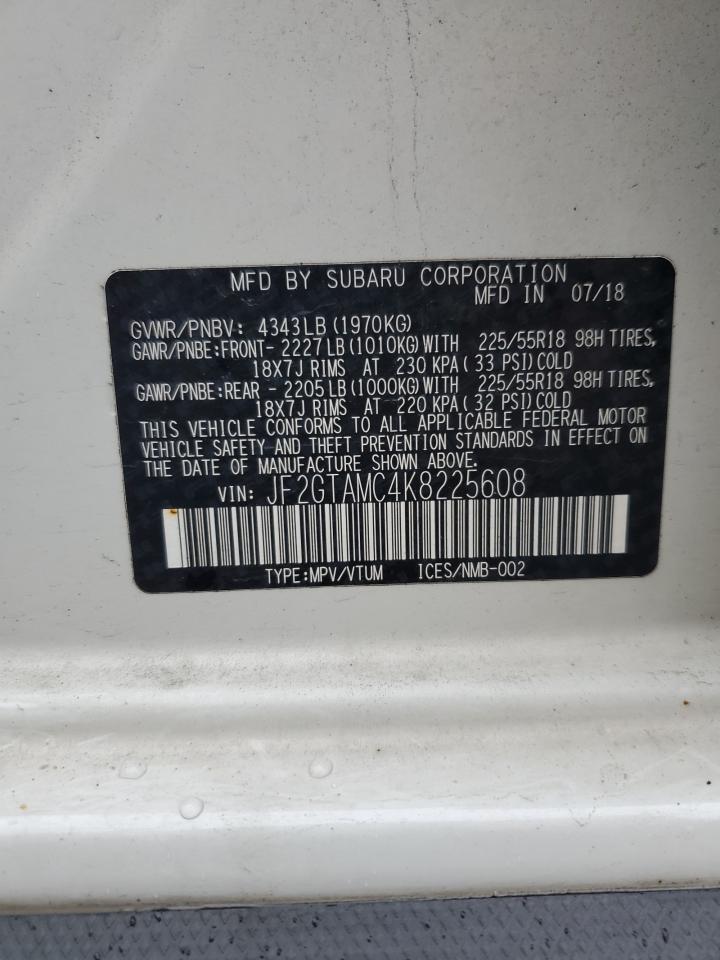 MFD BY SUBARU CORPORATION
MFD IN 07/18
GVWR/PNBV: 4343LB (1970KG)
GAWR/PNBE:FRONT- 2227LB (1010KG) WITH 225/55R18 98H TIRES,
18X7J RIMS AT 230 KPA ( 33 PSI) COLD
GAWR/PNBE:REAR - 2205LB (1000KG) WITH 225/55R18 98H TIRES,
18X7J RIMS AT 220 KPA ( 32 PSI) COLD
THIS VEHICLE CONFORMS TO ALL APPLICABLE FEDERAL MOTOR
VEHICLE SAFETY AND THEFT PREVENTION STANDARDS IN EFFECT ON
THE DATE OF MANUFACTURE SHOWN ABOVE.
VIN: JF2GTAMC4K8225608
TYPE:MPV/VTUM ICES/NMB-002